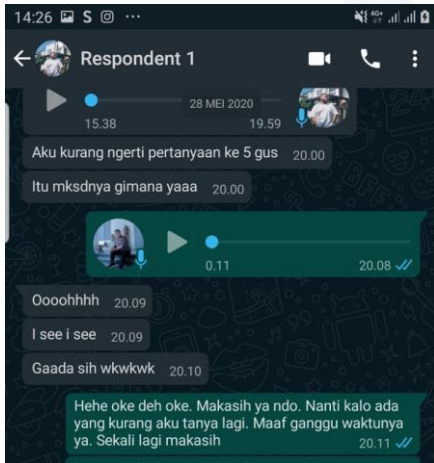 14:26 S ...
Respondent 1
28 MEI 2020
15.38 19.59
Aku kurang ngerti pertanyaan ke 5 gus 20.00
Itu mksdnya gimana yaaa 20.00
0.11 20.08
Ooohhhh 20.09
I see i see 20.09
Gaada sih wkwkwk 20.10
Hehe oke deh oke. Makasih ya ndo. Nanti kalo ada
yang kurang aku tanya lagi. Maaf ganggu waktunya
ya. Sekali lagi makasih 20.11